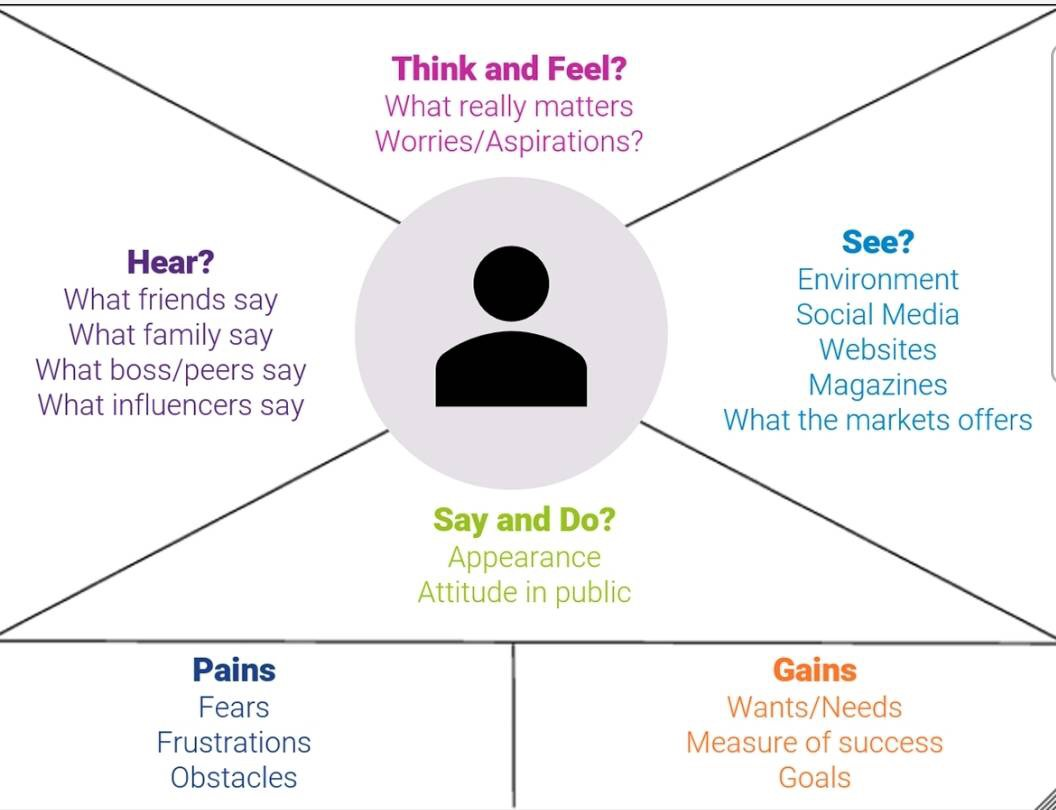 Think and Feel?
What really matters
Worries/Aspirations?
Hear?
What friends say
What family say
What boss/peers say
What influencers say
See?
Environment
Social Media
Websites
Magazines
What the markets offers
Say and Do?
Appearance
Attitude in public
Pains
Fears
Frustrations
Obstacles
Gains
Wants/Needs
Measure of success
Goals